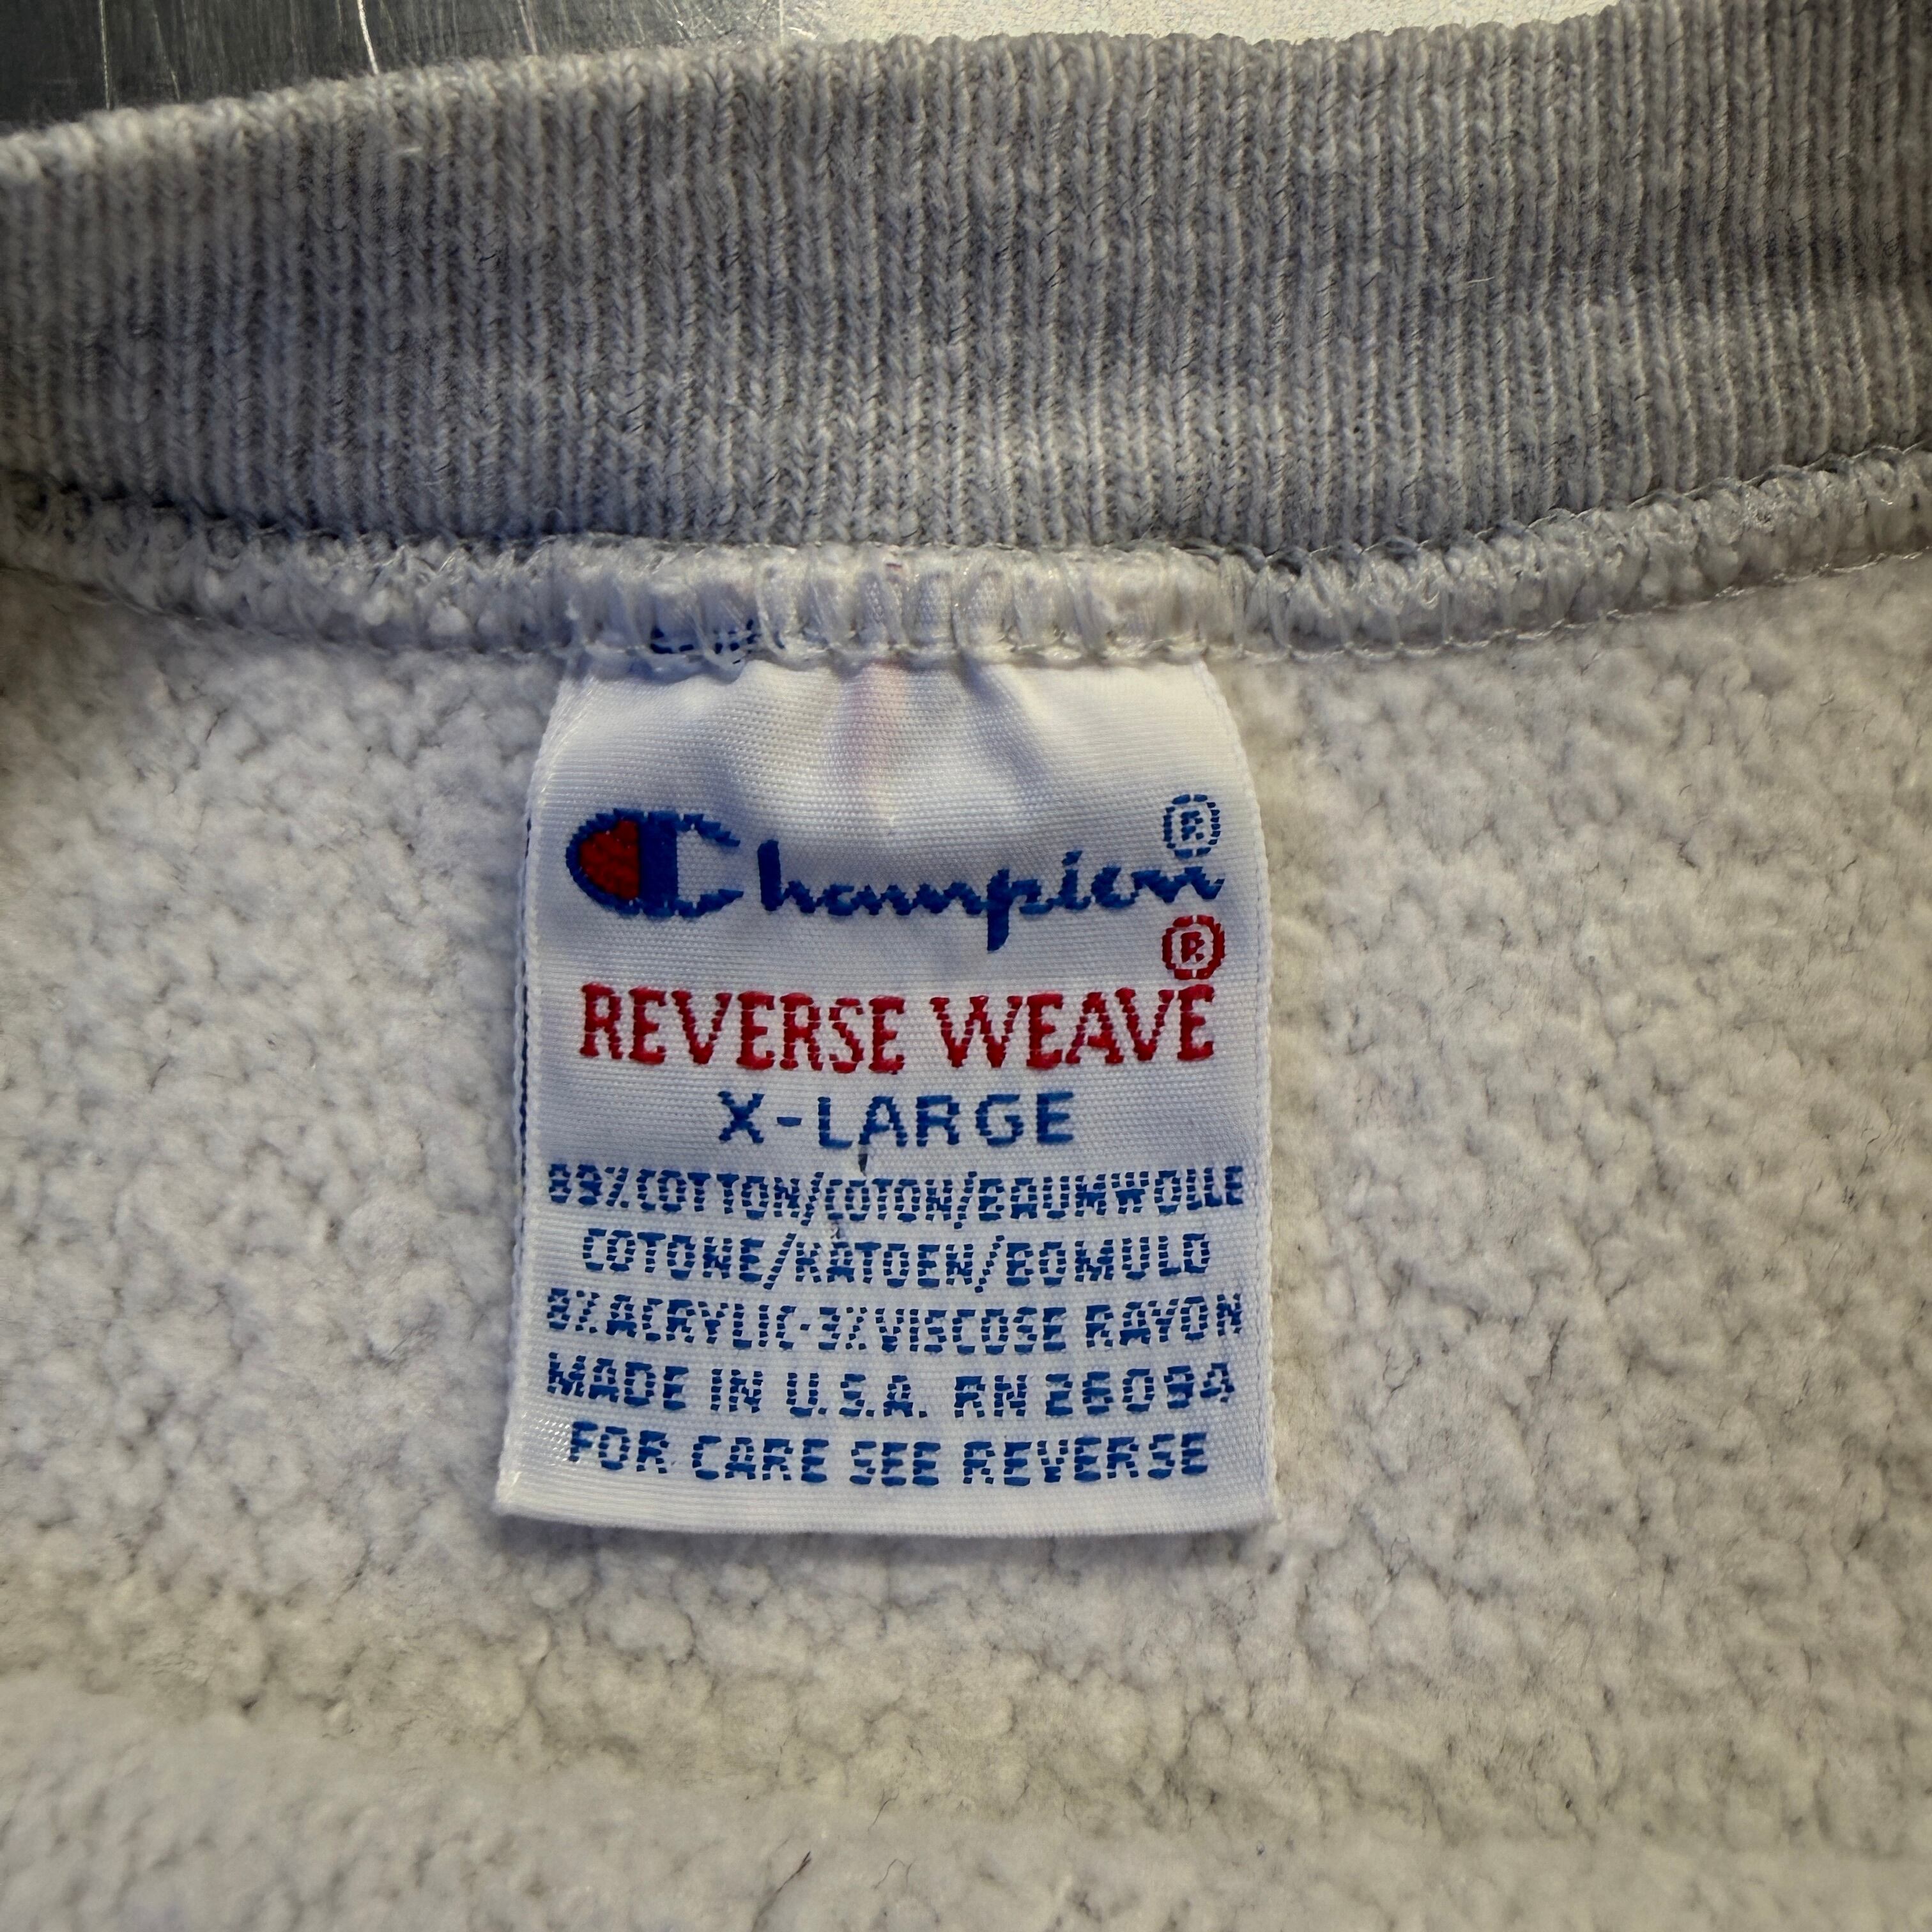 Champion®
REVERSE WEAVE®
X-LARGE
89%COTTON/COTON/BAUMWOLLE
COTONE/KATOEN/BOMULD
8%ACRYLIC-3%VISCOSE RAYON
MADE IN U.S.A. RN 26094
FOR CARE SEE REVERSE